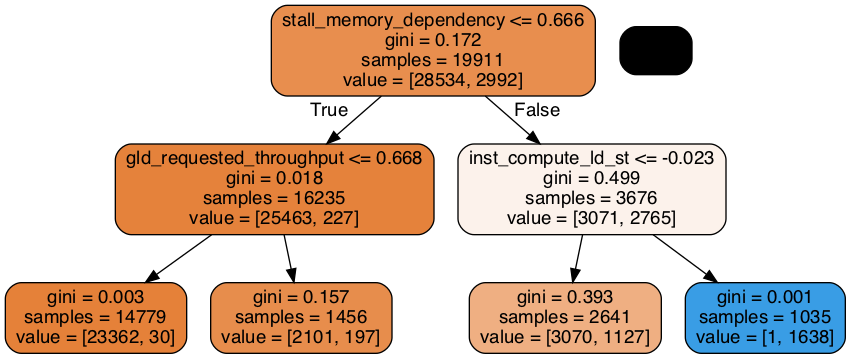 stall_memory_dependency <= 0.666
gini = 0.172
samples = 19911
value = [28534, 2992]
True
False
gld_requested_throughput <= 0.668
gini = 0.018
samples = 16235
value = [25463, 227]
inst_compute_ld_st <= -0.023
gini = 0.499
samples = 3676
value = [3071, 2765]
gini = 0.003
samples = 14779
value = [23362, 30]
gini = 0.157
samples = 1456
value = [2101, 197]
gini = 0.393
samples = 2641
value = [3070, 1127]
gini = 0.001
samples = 1035
value = [1, 1638]